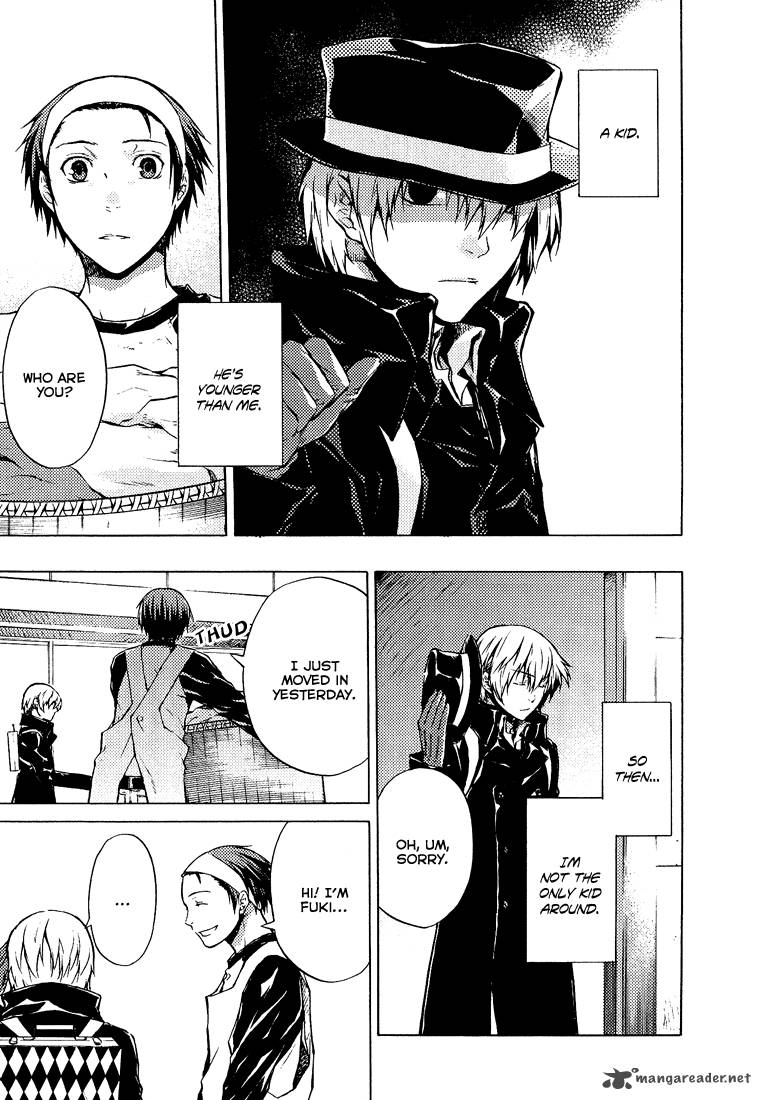 A KID.
HE'S
YOUNGER
THAN ME.
WHO ARE
YOU?
SO
THEN...
I'M
NOT THE
ONLY KID
AROUND.
OH, UM,
SORRY.
THUD
I JUST
MOVED IN
YESTERDAY.
HI! I'M
FUKI...
...
mangareader.net